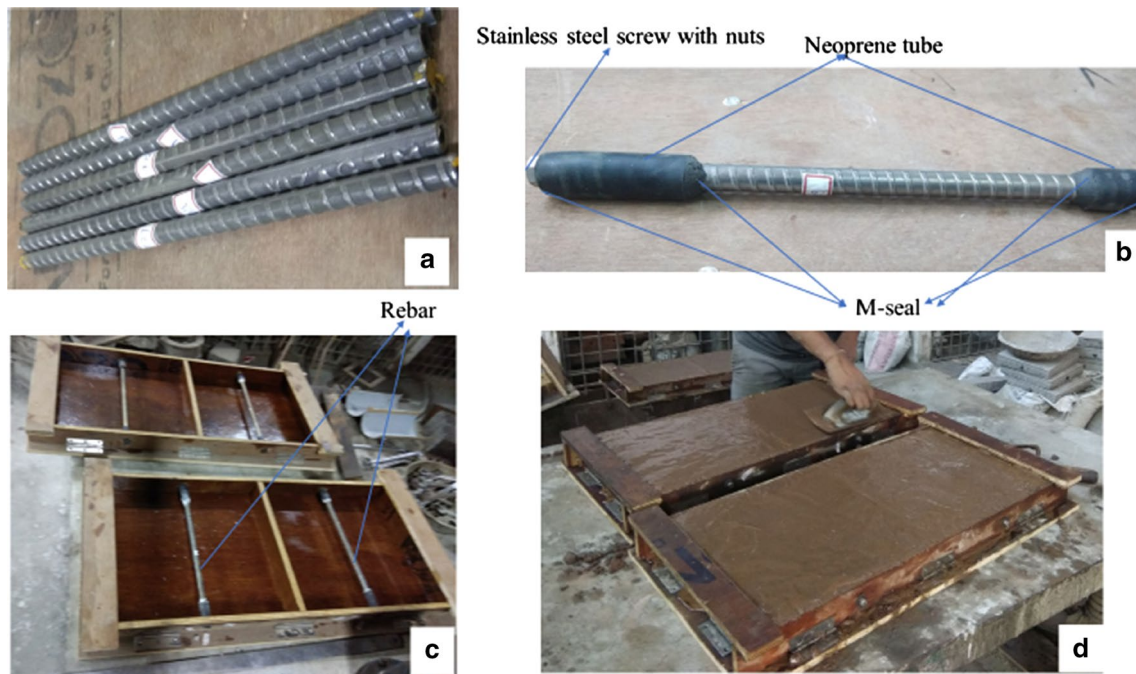 a
Stainless steel screw with nuts
Neoprene tube
b
M-seal
Rebar
c
d